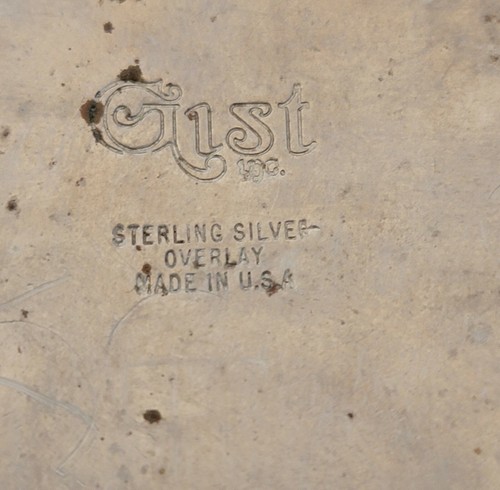 Gist
INC.
STERLING SILVER
OVERLAY
MADE IN U.S.A